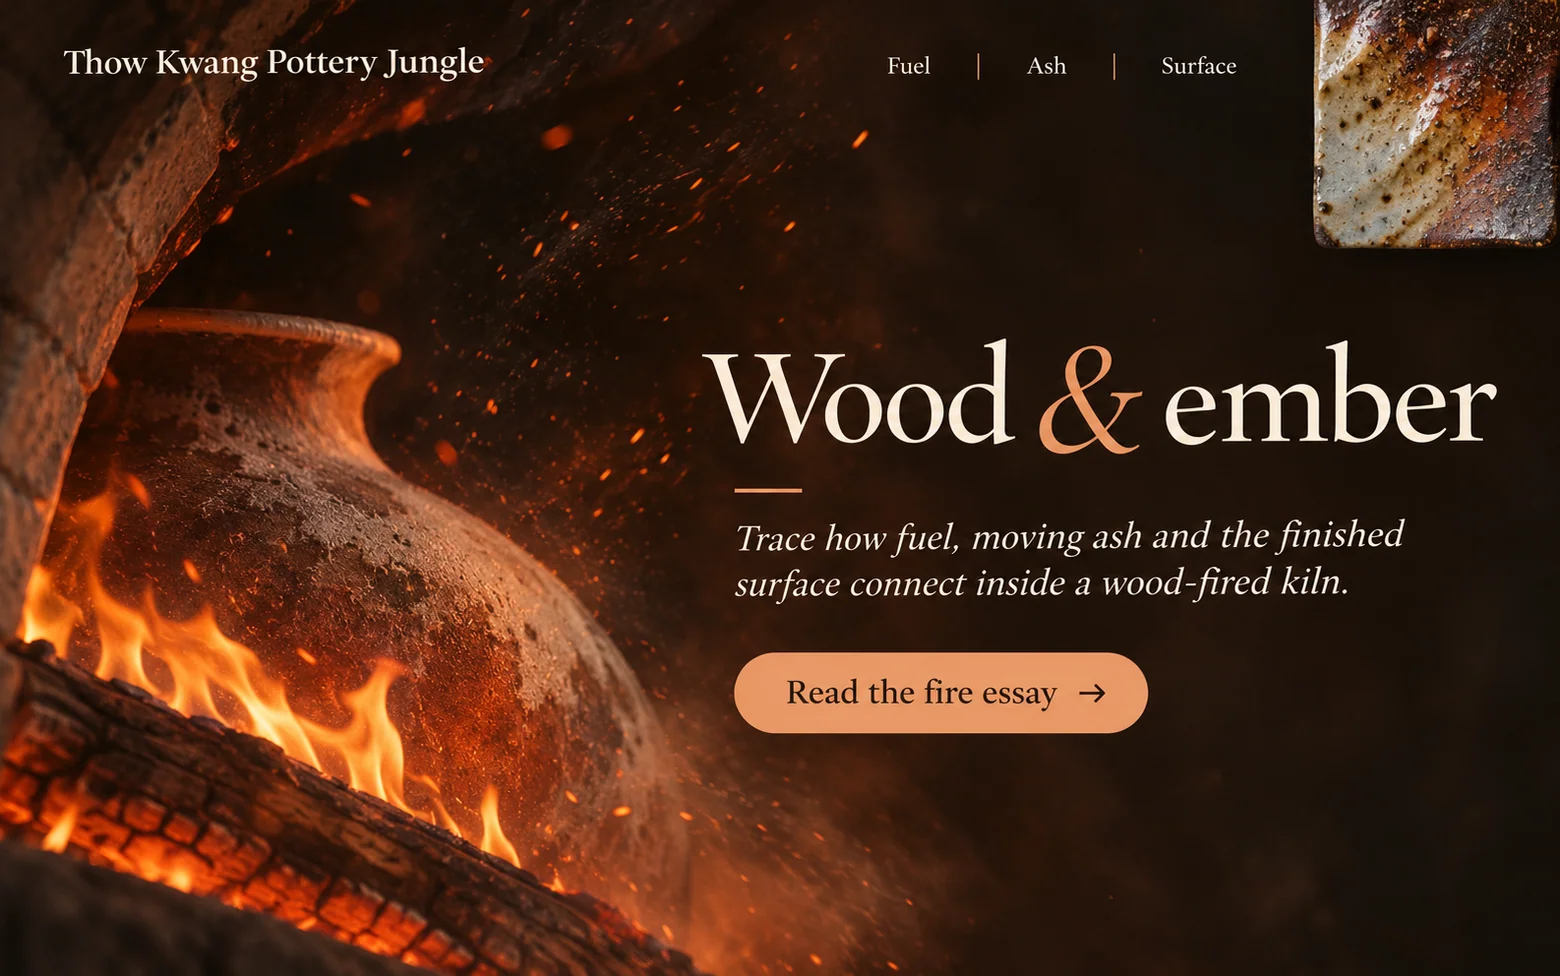 Thow Kwang Pottery Jungle
Fuel | Ash | Surface
Wood & ember
Trace how fuel, moving ash and the finished
surface connect inside a wood-fired kiln.
Read the fire essay →